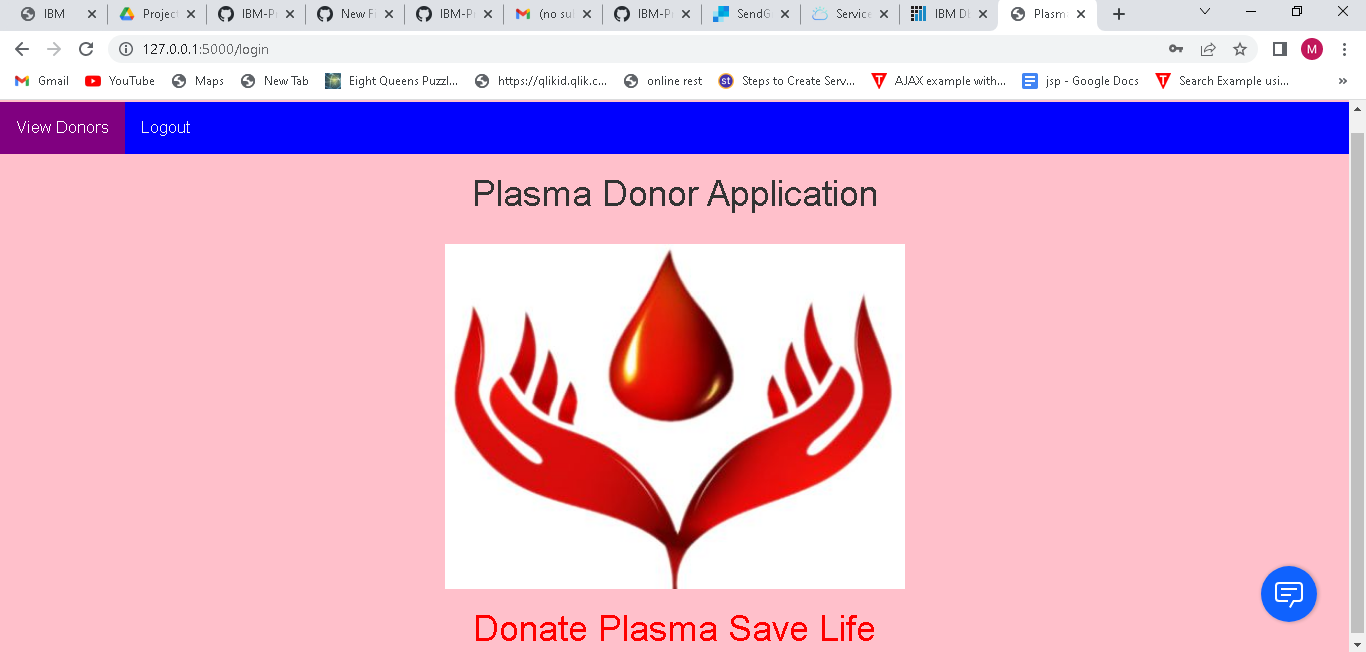 IBM Project IBM-P New F IBM-P (no su IBM-P SendG Service IBM D Plasm
127.0.0.1:5000/login M
Gmail YouTube Maps New Tab Eight Queens Puzzl... https://qlikid.qlik.c... online rest st Steps to Create Serv... AJAX example with... jsp - Google Docs Search Example usi... »
View Donors Logout
Plasma Donor Application
Donate Plasma Save Life